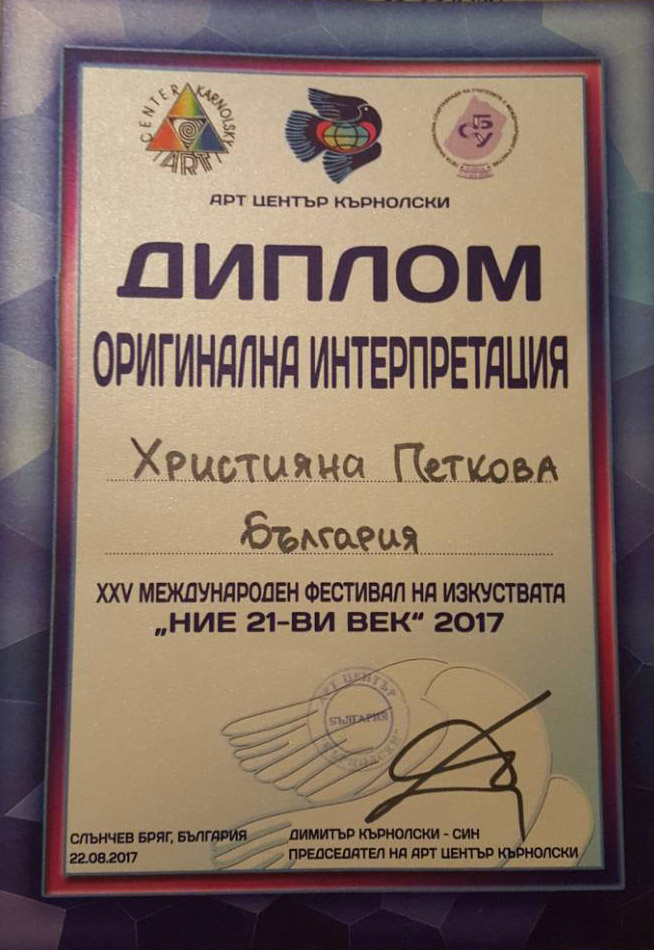 CENTER KARNOLSKY
ART
СБУ
АРТ ЦЕНТЪР КЪРНОЛСКИ
ДИПЛОМ
ОРИГИНАЛНА ИНТЕРПРЕТАЦИЯ
Християна Петкова
България
XXV МЕЖДУНАРОДЕН ФЕСТИВАЛ НА ИЗКУСТВАТА
„НИЕ 21-ВИ ВЕК“ 2017
АРТ ЦЕНТЪР
БЪЛГАРИЯ
КЪРНОЛСКИ
СЛЪНЧЕВ БРЯГ, БЪЛГАРИЯ
22.08.2017
ДИМИТЪР КЪРНОЛСКИ - СИН
ПРЕДСЕДАТЕЛ НА АРТ ЦЕНТЪР КЪРНОЛСКИ